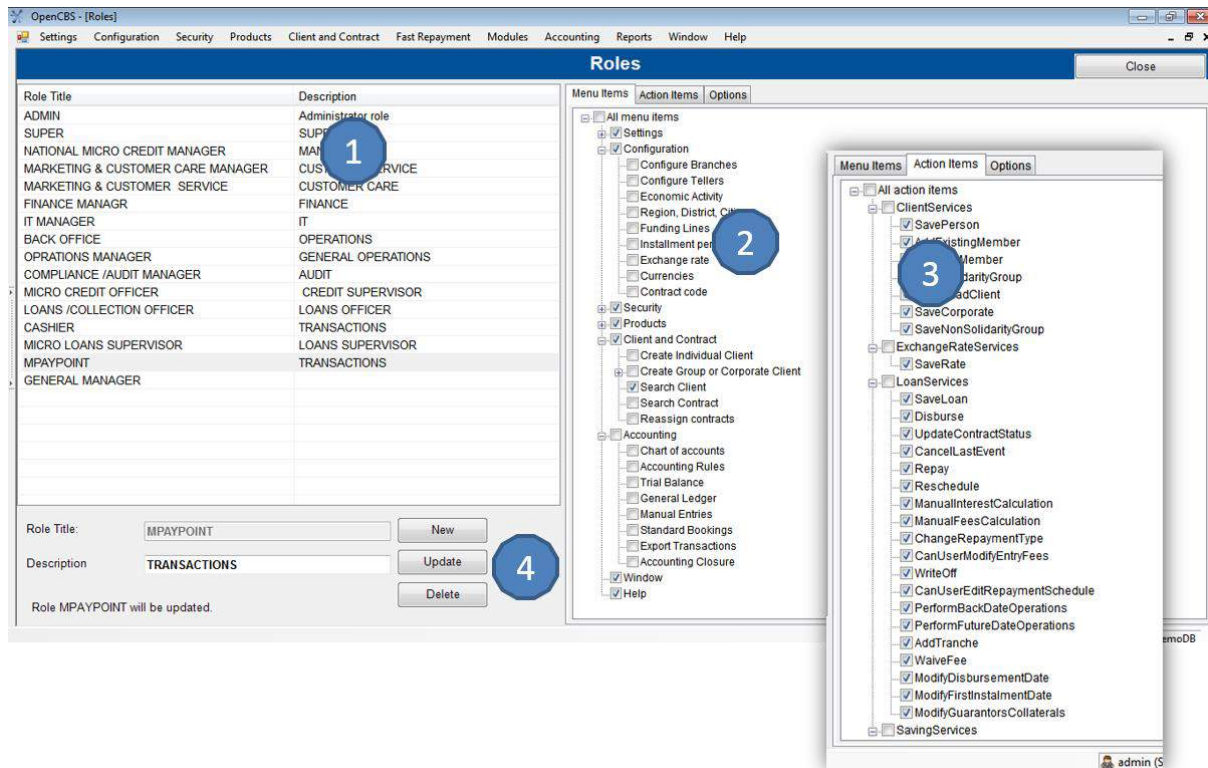 OpenCBS - [Roles]
Settings Configuration Security Products Client and Contract Fast Repayment Modules Accounting Reports Window Help
Roles
Close
Role Title Description
ADMIN Administrator role
SUPER
NATIONAL MICRO CREDIT MANAGER
MARKETING & CUSTOMER CARE MANAGER
MARKETING & CUSTOMER SERVICE CUSTOMER CARE
FINANCE MANAGR FINANCE
IT MANAGER IT
BACK OFFICE OPERATIONS
OPRATIONS MANAGER GENERAL OPERATIONS
COMPLIANCE /AUDIT MANAGER AUDIT
MICRO CREDIT OFFICER CREDIT SUPERVISOR
LOANS /COLLECTION OFFICER LOANS OFFICER
CASHIER TRANSACTIONS
MICRO LOANS SUPERVISOR LOANS SUPERVISOR
MPAYPOINT TRANSACTIONS
GENERAL MANAGER
1
Role Title: MPAYPOINT
Description TRANSACTIONS
Role MPAYPOINT will be updated.
New
Update
Delete
4
Menu Items Action Items Options
All menu items
Settings
Configuration
Configure Branches
Configure Tellers
Economic Activity
Region, District,
Funding Lines
Installment
Exchange rate
Currencies
Contract code
Security
Products
Client and Contract
Create Individual Client
Create Group or Corporate Client
Search Client
Search Contract
Reassign contracts
Accounting
Chart of accounts
Accounting Rules
Trial Balance
General Ledger
Manual Entries
Standard Bookings
Export Transactions
Accounting Closure
Window
Help
2
Menu Items Action Items Options
All action items
ClientServices
SavePerson
AddExistingMember
SaveCorporate
SaveNonSolidarityGroup
ExchangeRateServices
SaveRate
LoanServices
SaveLoan
Disburse
UpdateContractStatus
CancelLastEvent
Repay
Reschedule
ManualInterestCalculation
ManualFeesCalculation
ChangeRepaymentType
CanUserModifyEntryFees
WriteOff
CanUserEditRepaymentSchedule
PerformBackDateOperations
PerformFutureDateOperations
AddTranche
WaiveFee
ModifyDisbursementDate
ModifyFirstInstalmentDate
ModifyGuarantorsCollaterals
SavingServices
3
admin (S
emoDB